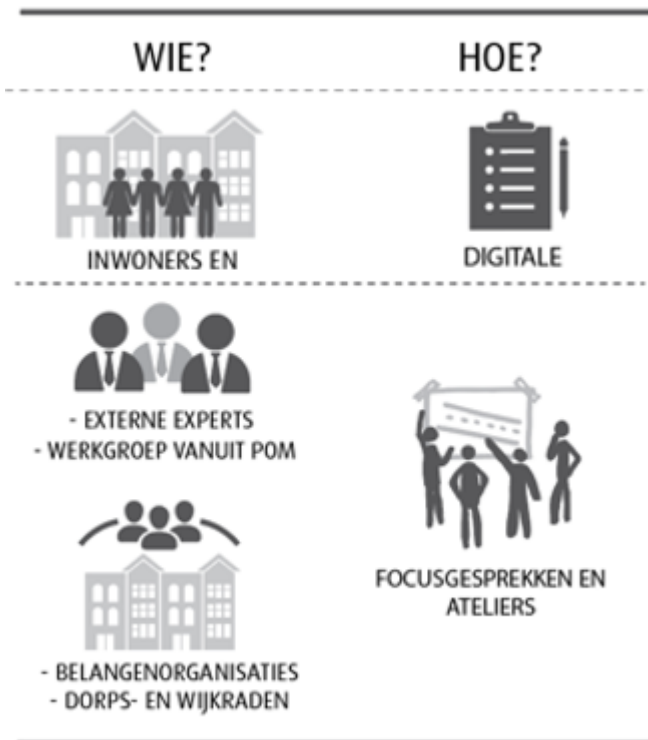 WIE?
HOE?
INWONERS EN
DIGITALE
- EXTERNE EXPERTS
- WERKGROEP VANUIT POM
FOCUSGESPREKKEN EN
ATELIERS
- BELANGENORGANISATIES
- DORPS- EN WIJKRADEN